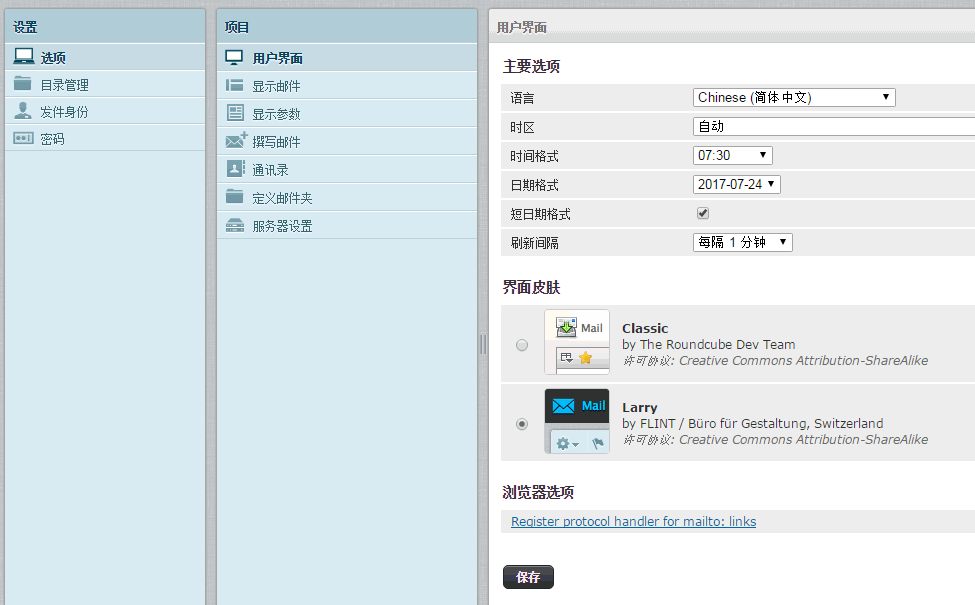 设置
选项
目录管理
发件身份
密码
项目
用户界面
显示邮件
显示参数
撰写邮件
通讯录
定义邮件夹
服务器设置
用户界面
主要选项
语言 Chinese (简体中文)
时区 自动
时间格式 07:30
日期格式 2017-07-24
短日期格式
刷新间隔 每隔 1 分钟
界面皮肤
Mail
Classic
by The Roundcube Dev Team
许可协议: Creative Commons Attribution-ShareAlike
Mail
Larry
by FLINT / Büro für Gestaltung, Switzerland
许可协议: Creative Commons Attribution-ShareAlike
浏览器选项
Register protocol handler for mailto: links
保存